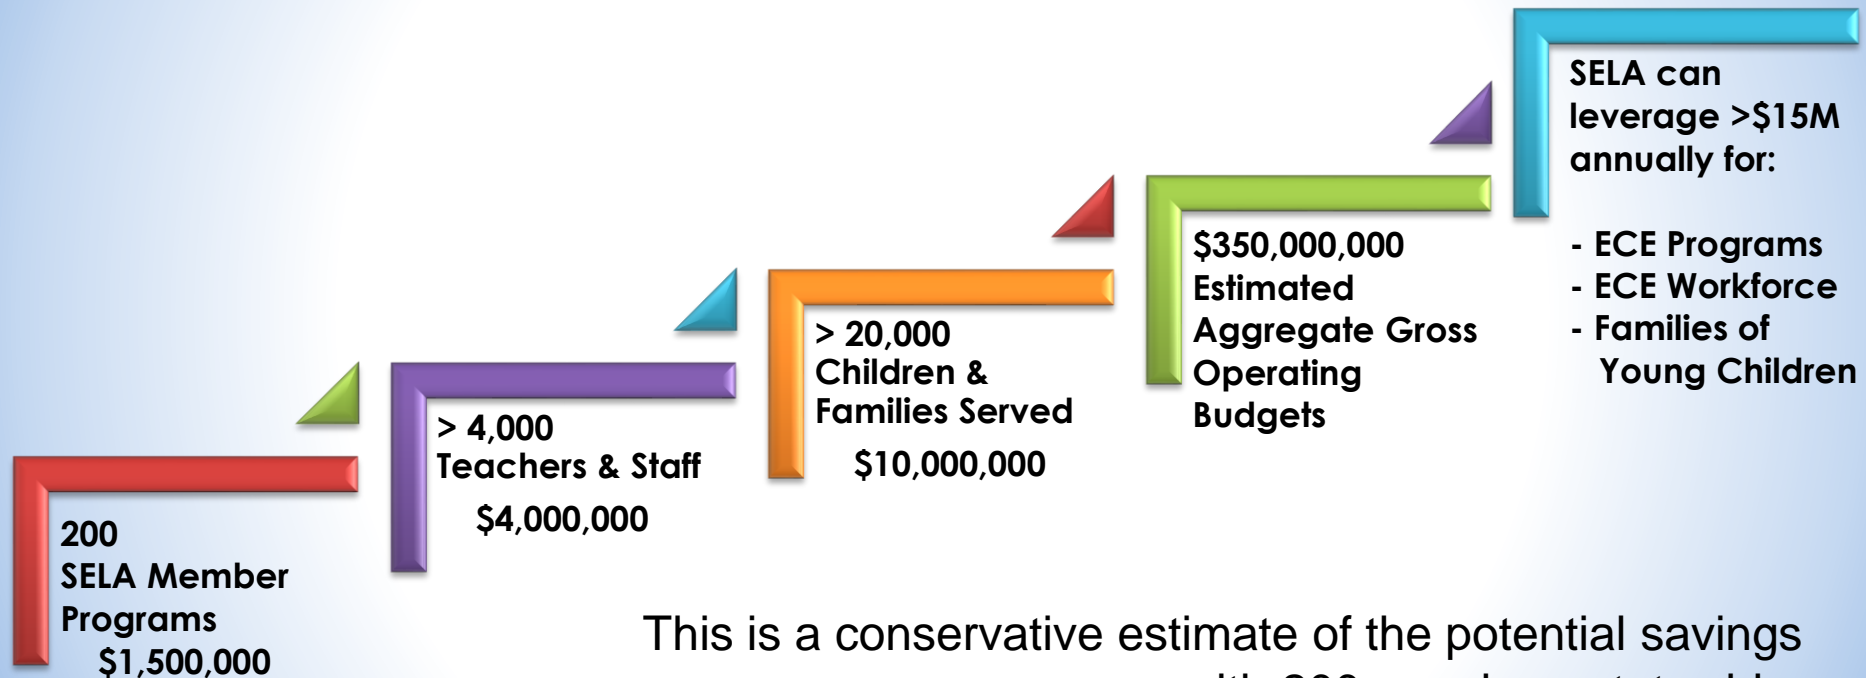 200
SELA Member
Programs
$1,500,000
> 4,000
Teachers & Staff
$4,000,000
> 20,000
Children &
Families Served
$10,000,000
$350,000,000
Estimated
Aggregate Gross
Operating
Budgets
SELA can
leverage >$15M
annually for:
- ECE Programs
- ECE Workforce
- Families of
Young Children
This is a conservative estimate of the potential savings